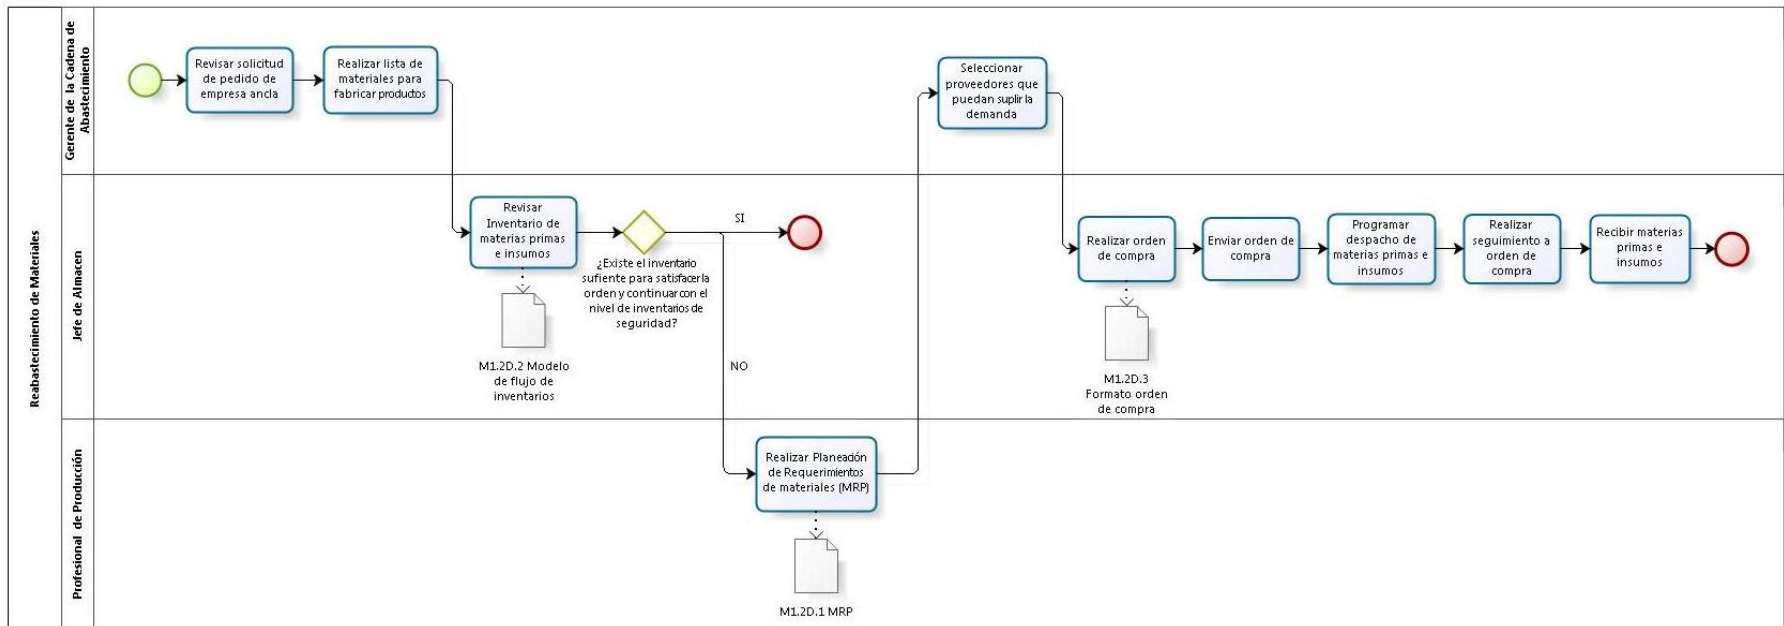 Reabastecimiento de Materiales
Gerente de la Cadena de
Abastecimiento
Revisar solicitud
de pedido de
empresa ancla
Realizar lista de
materiales para
fabricar productos
Seleccionar
proveedores que
puedan suplir la
demanda
Jefe de Almacen
Revisar
Inventario de
materias primas
e insumos
M1.2D.2 Modelo
de flujo de
inventarios
¿Existe el inventario
sufiente para satisfacer la
orden y continuar con el
nivel de inventarios de
seguridad?
SI
NO
Realizar orden
de compra
M1.2D.3
Formato orden
de compra
Enviar orden de
compra
Programar
despacho de
materias primas e
insumos
Realizar
seguimiento a
orden de
compra
Recibir materias
primas e
insumos
Profesional de Producción
Realizar Planeación
de Requerimientos
de materiales (MRP)
M1.2D.1 MRP